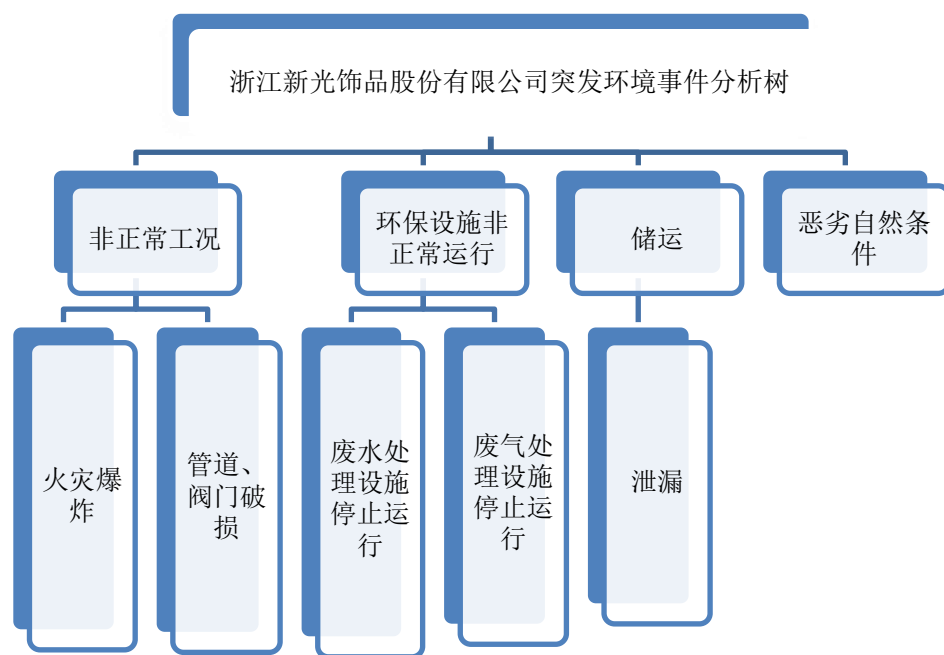 浙江新光饰品股份有限公司突发环境事件分析树
非正常工况
环保设施非
正常运行
储运
恶劣自然条
件
火灾爆
炸
管道、
阀门破
损
废水处
理设施
停止运
行
废气处
理设施
停止运
行
泄漏